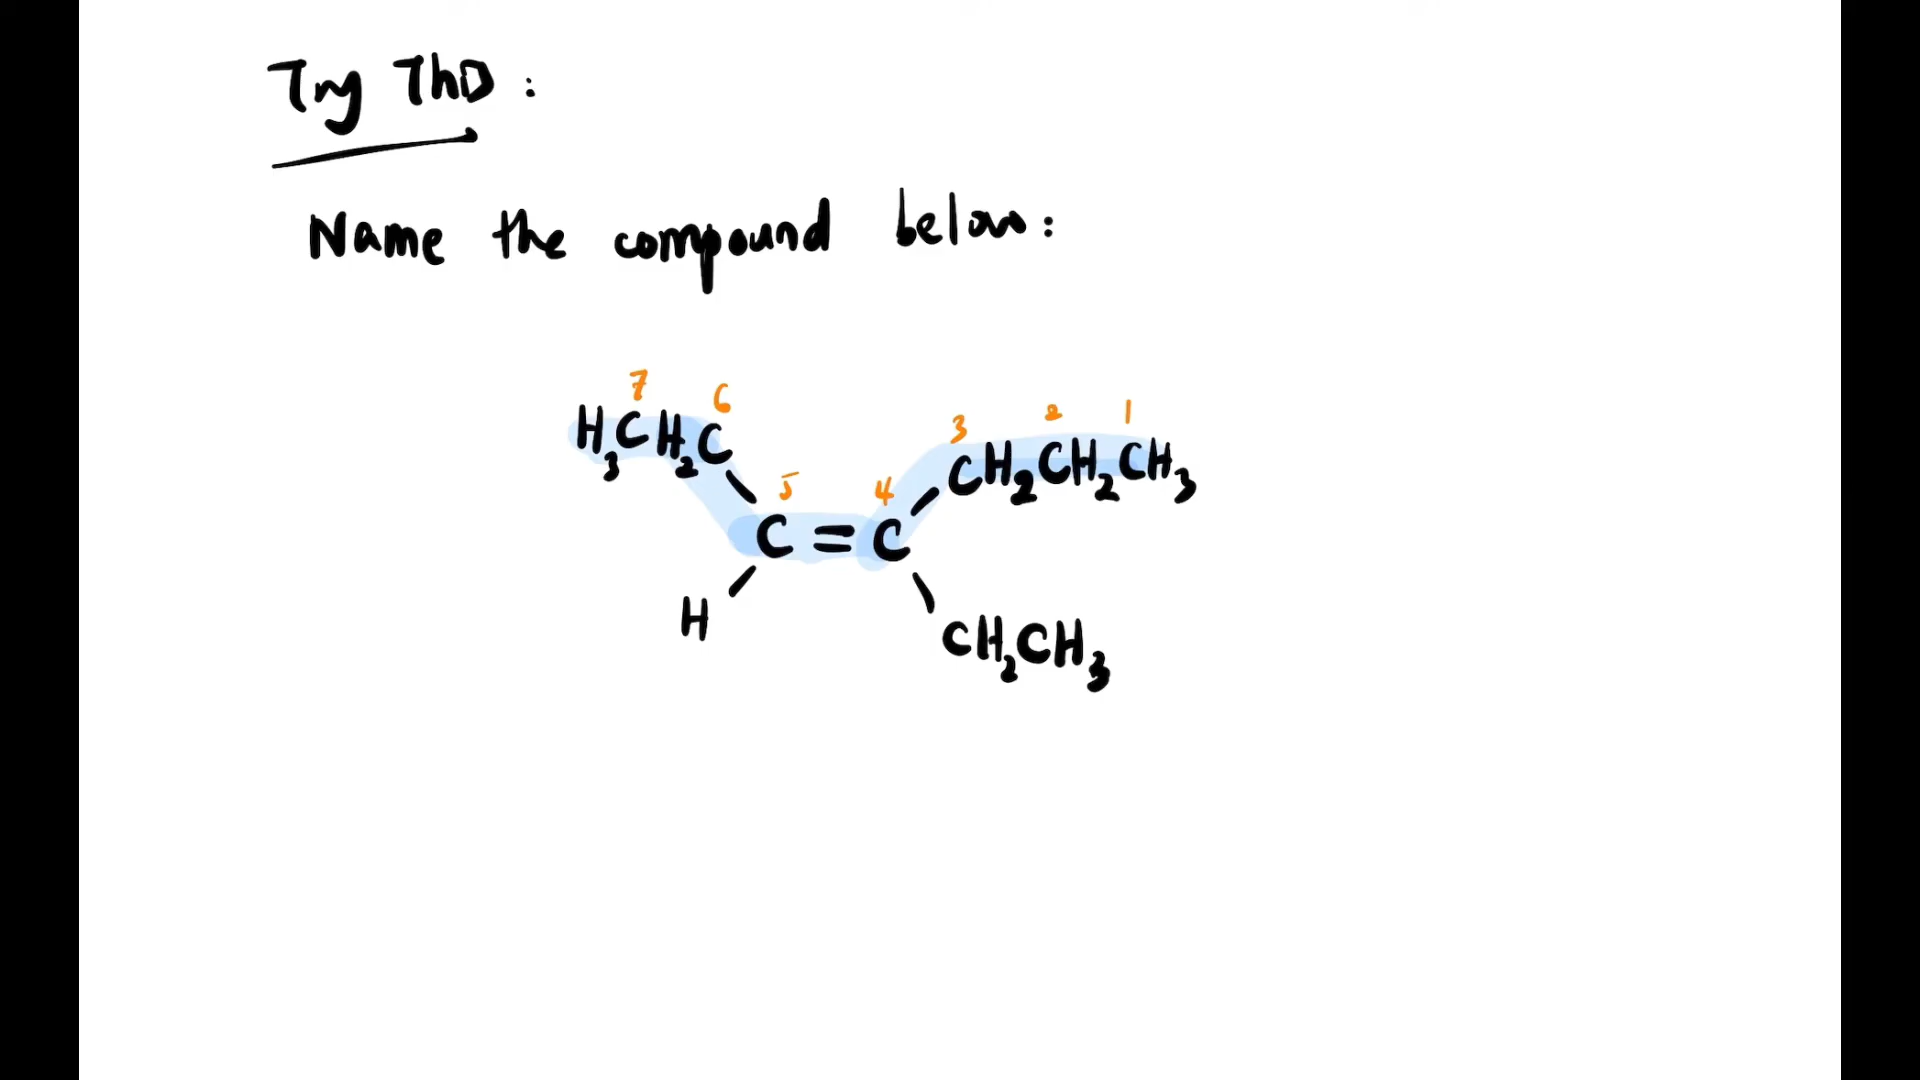 Try This:
Name the compound below:
7 6 3 2 1
H₃CH₂C CH₂CH₂CH₃
5 4
C = C
H CH₂CH₃